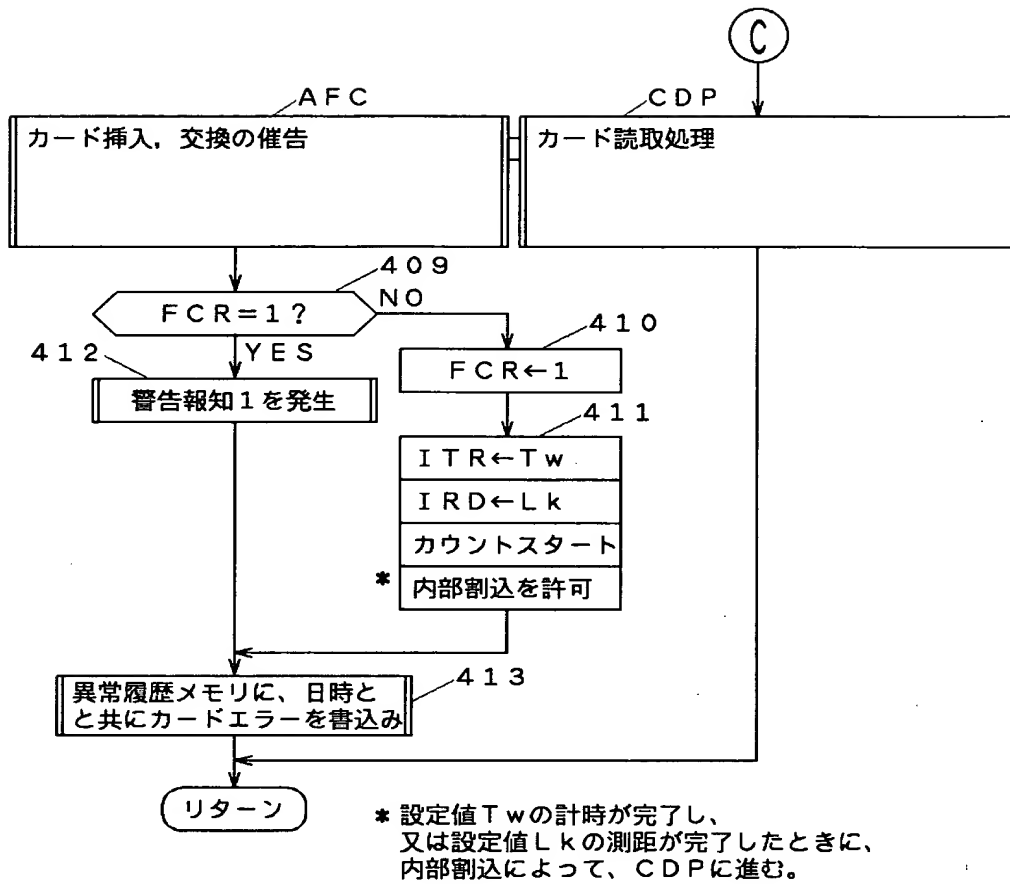 C
AFC
CDP
カード挿入，交換の催告
カード読取処理
409
FCR=1?
NO
410
412
YES
FCR←1
警告報知1を発生
411
ITR←Tw
IRD←Lk
カウントスタート
* 内部割込を許可
413
異常履歴メモリに、日時と
と共にカードエラーを書込み
リターン
* 設定値Twの計時が完了し、
又は設定値Lkの測距が完了したときに、
内部割込によって、CDPに進む。